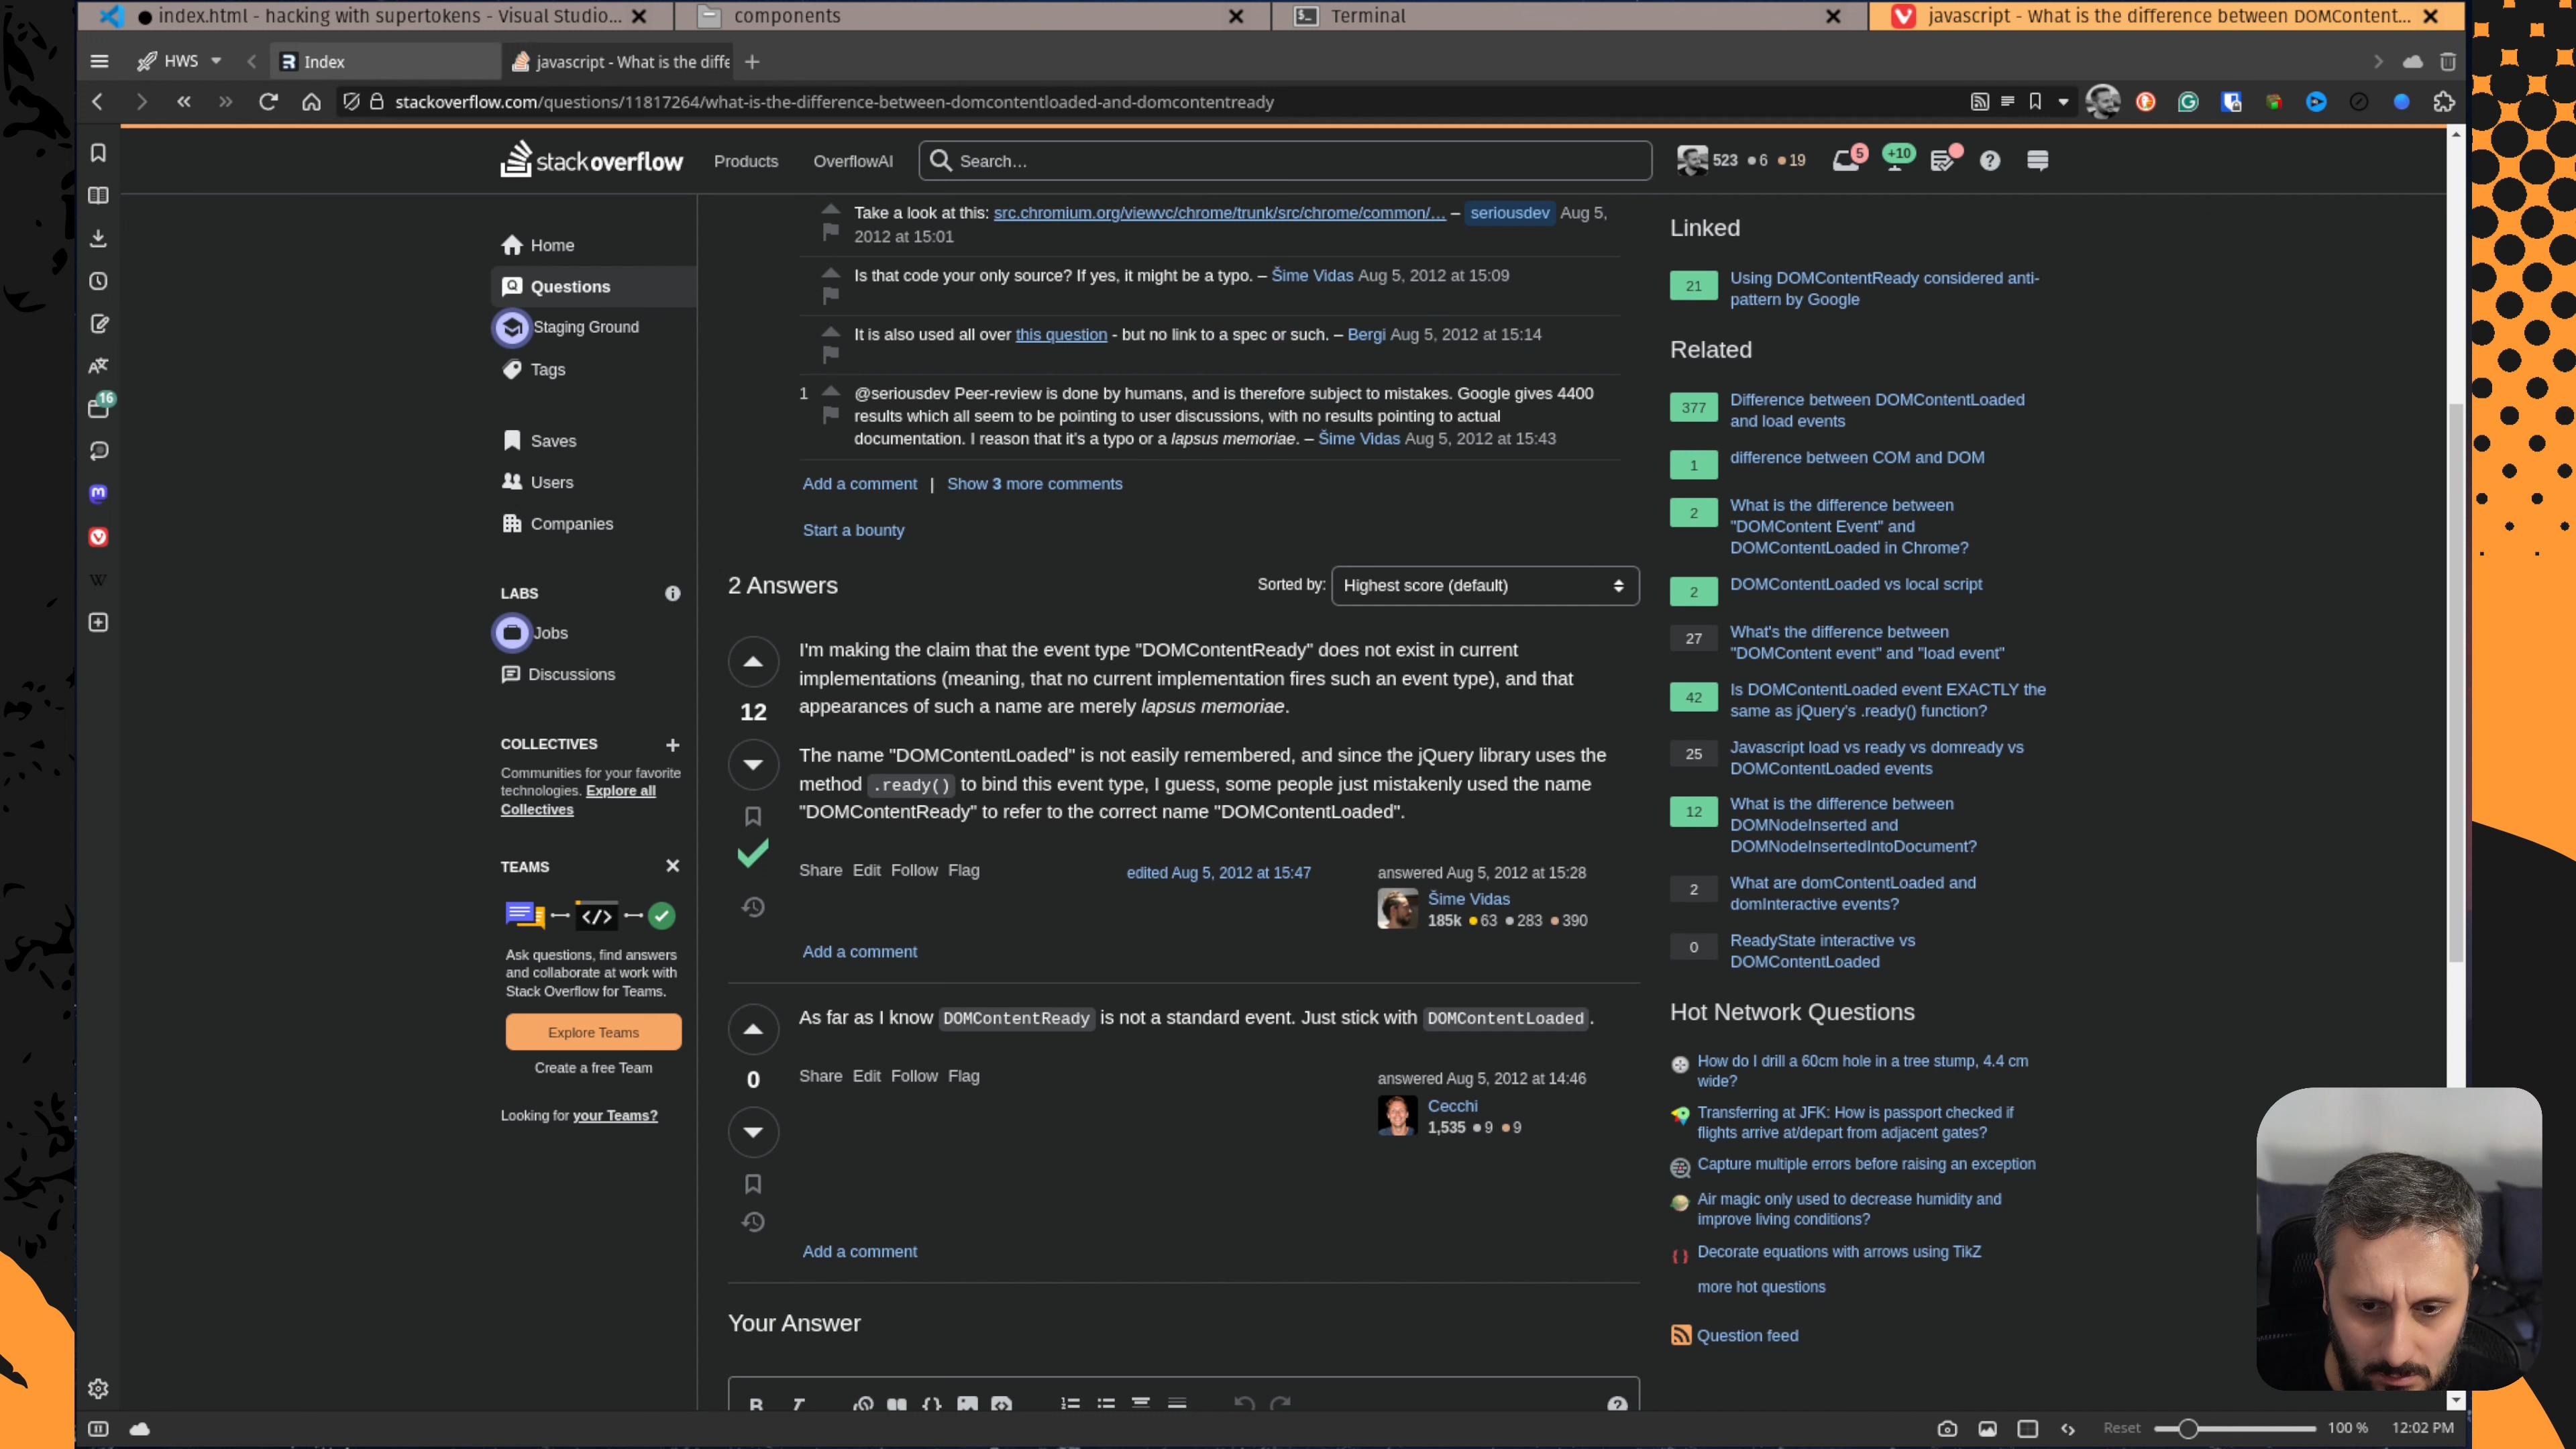 index.html - hacking with supertokens - Visual Studio...
components
Terminal
javascript - What is the difference between DOMContent...
HWS
Index
javascript - What is the diffe
stackoverflow.com/questions/11817264/what-is-the-difference-between-domcontentloaded-and-domcontentready
stackoverflow
Products
OverflowAI
Search...
523 6 19
5
+10
Home
Questions
Staging Ground
Tags
16
Saves
Users
Companies
LABS
Jobs
Discussions
COLLECTIVES
Communities for your favorite
technologies. Explore all
Collectives
TEAMS
Ask questions, find answers
and collaborate at work with
Stack Overflow for Teams.
Explore Teams
Create a free Team
Looking for your Teams?
Take a look at this: src.chromium.org/viewvc/chrome/trunk/src/chrome/common/... – seriousdev Aug 5,
2012 at 15:01
Is that code your only source? If yes, it might be a typo. – Šime Vidas Aug 5, 2012 at 15:09
It is also used all over this question - but no link to a spec or such. – Bergi Aug 5, 2012 at 15:14
1 @seriousdev Peer-review is done by humans, and is therefore subject to mistakes. Google gives 4400
results which all seem to be pointing to user discussions, with no results pointing to actual
documentation. I reason that it's a typo or a lapsus memoriae. – Šime Vidas Aug 5, 2012 at 15:43
Add a comment | Show 3 more comments
Start a bounty
2 Answers
Sorted by: Highest score (default)
I'm making the claim that the event type "DOMContentReady" does not exist in current
implementations (meaning, that no current implementation fires such an event type), and that
appearances of such a name are merely lapsus memoriae.
12
The name "DOMContentLoaded" is not easily remembered, and since the jQuery library uses the
method .ready() to bind this event type, I guess, some people just mistakenly used the name
"DOMContentReady" to refer to the correct name "DOMContentLoaded".
Share Edit Follow Flag
edited Aug 5, 2012 at 15:47
answered Aug 5, 2012 at 15:28
Šime Vidas
185k 63 283 390
Add a comment
As far as I know DOMContentReady is not a standard event. Just stick with DOMContentLoaded.
0
Share Edit Follow Flag
answered Aug 5, 2012 at 14:46
Cecchi
1,535 9 9
Add a comment
Your Answer
Linked
21 Using DOMContentReady considered anti-
pattern by Google
Related
377 Difference between DOMContentLoaded
and load events
1 difference between COM and DOM
2 What is the difference between
"DOMContent Event" and
DOMContentLoaded in Chrome?
2 DOMContentLoaded vs local script
27 What's the difference between
"DOMContent event" and "load event"
42 Is DOMContentLoaded event EXACTLY the
same as jQuery's .ready() function?
25 Javascript load vs ready vs domready vs
DOMContentLoaded events
12 What is the difference between
DOMNodeInserted and
DOMNodeInsertedIntoDocument?
2 What are domContentLoaded and
domInteractive events?
0 ReadyState interactive vs
DOMContentLoaded
Hot Network Questions
How do I drill a 60cm hole in a tree stump, 4.4 cm
wide?
Transferring at JFK: How is passport checked if
flights arrive at/depart from adjacent gates?
Capture multiple errors before raising an exception
Air magic only used to decrease humidity and
improve living conditions?
Decorate equations with arrows using TikZ
more hot questions
Question feed
Reset
100 %
12:02 PM